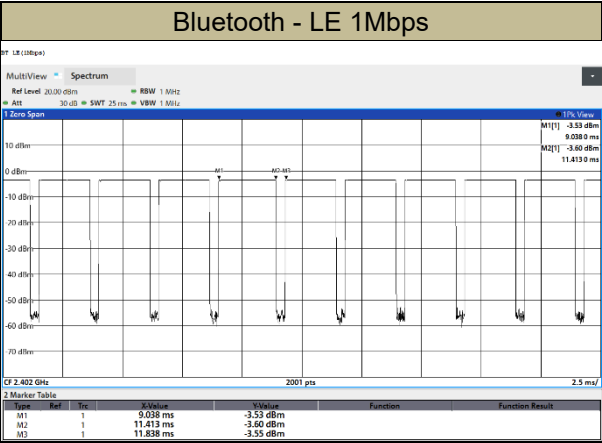 Bluetooth - LE 1Mbps
BT LE(1Mbps)
MultiView Spectrum
Ref Level 20.00 dBm RBW 1 MHz
Att 30 dB SWT 25 ms VBW 1 MHz
1 Zero Span 1Pk View
M1[1] -3.53 dBm
9.038 0 ms
M2[1] -3.60 dBm
11.413 0 ms
10 dBm
0 dBm
M1 M2 M3
-10 dBm
-20 dBm
-30 dBm
-40 dBm
-50 dBm
-60 dBm
-70 dBm
CF 2.402 GHz 2001 pts 2.5 ms/
2 Marker Table
Type Ref Trc X-Value Y-Value Function Function Result
M1 1 9.038 ms -3.53 dBm
M2 1 11.413 ms -3.60 dBm
M3 1 11.838 ms -3.55 dBm